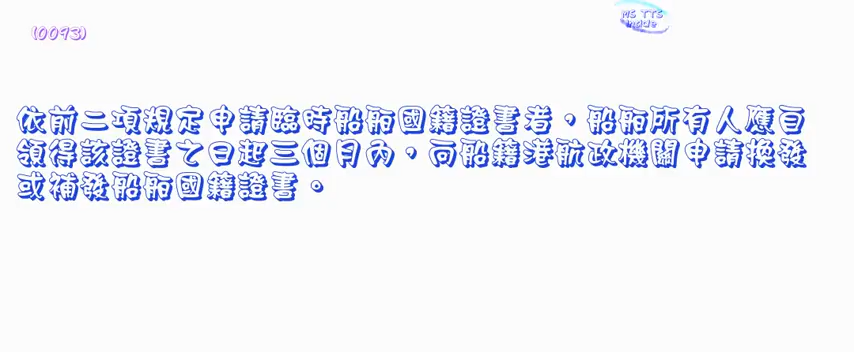 MS TTS
Inside
(0093)
依前二項規定申請臨時船舶國籍證書者，船舶所有人應自
領得該證書之日起三個月內，向船籍港航政機關申請換發
或補發船舶國籍證書。